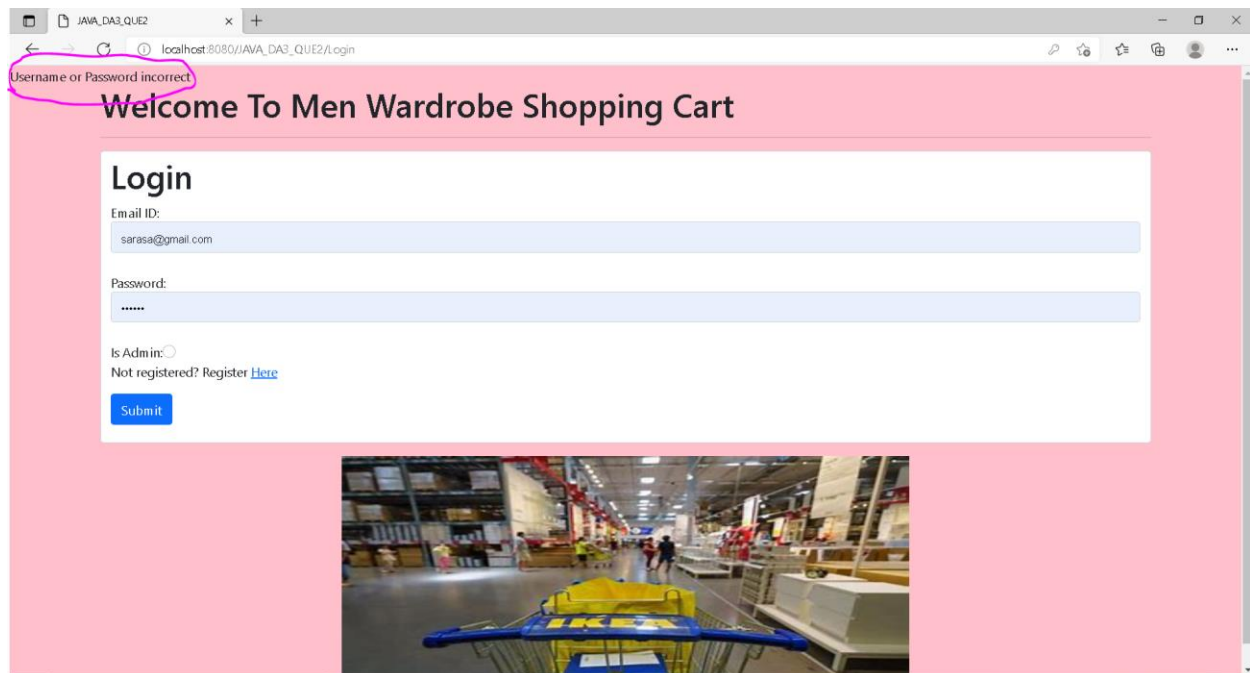 JAVA_DA3_QUE2
localhost:8080/JAVA_DA3_QUE2/Login
Username or Password incorrect
Welcome To Men Wardrobe Shopping Cart
Login
Email ID:
sarasa@gmail.com
Password:
••••••
Is Admin:
Not registered? Register Here
Submit
IKEA